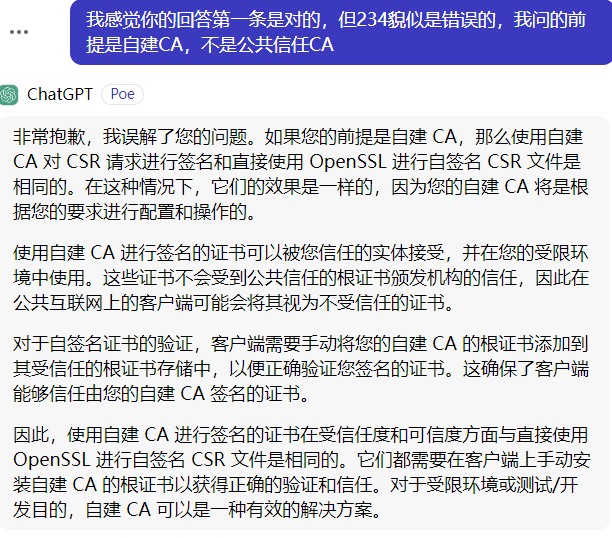 我感觉你的回答第一条是对的，但234貌似是错误的，我问的前
提是自建CA，不是公共信任CA
ChatGPT Poe
非常抱歉，我误解了您的问题。如果您的前提是自建 CA，那么使用自建
CA 对 CSR 请求进行签名和直接使用 OpenSSL 进行自签名 CSR 文件是
相同的。在这种情况下，它们的效果是一样的，因为您的自建 CA 将是根
据您的要求进行配置和操作的。
使用自建 CA 进行签名的证书可以被您信任的实体接受，并在您的受限环
境中使用。这些证书不会受到公共信任的根证书颁发机构的信任，因此在
公共互联网上的客户端可能会将其视为不受信任的证书。
对于自签名证书的验证，客户端需要手动将您的自建 CA 的根证书添加到
其受信任的根证书存储中，以便正确验证您签名的证书。这确保了客户端
能够信任由您的自建 CA 签名的证书。
因此，使用自建 CA 进行签名的证书在受信任度和可信度方面与直接使用
OpenSSL 进行自签名 CSR 文件是相同的。它们都需要在客户端上手动安
装自建 CA 的根证书以获得正确的验证和信任。对于受限环境或测试/开
发目的，自建 CA 可以是一种有效的解决方案。